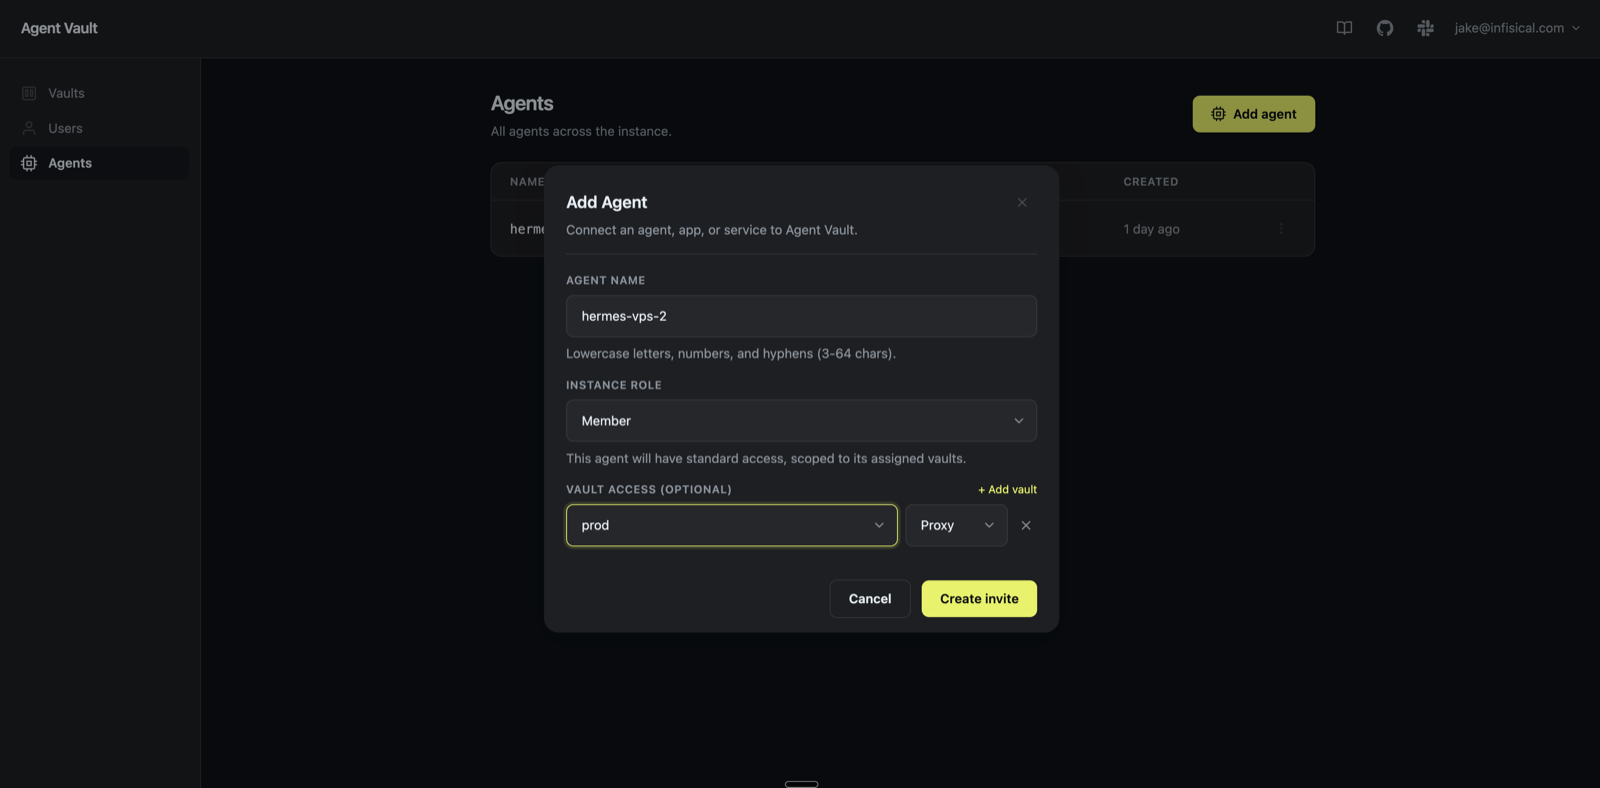 Agent Vault
jake@infisical.com
Vaults
Users
Agents
Agents
All agents across the instance.
Add agent
NAME
CREATED
1 day ago
Add Agent
Connect an agent, app, or service to Agent Vault.
AGENT NAME
hermes-vps-2
Lowercase letters, numbers, and hyphens (3-64 chars).
INSTANCE ROLE
Member
This agent will have standard access, scoped to its assigned vaults.
VAULT ACCESS (OPTIONAL)
+ Add vault
prod
Proxy
Cancel
Create invite